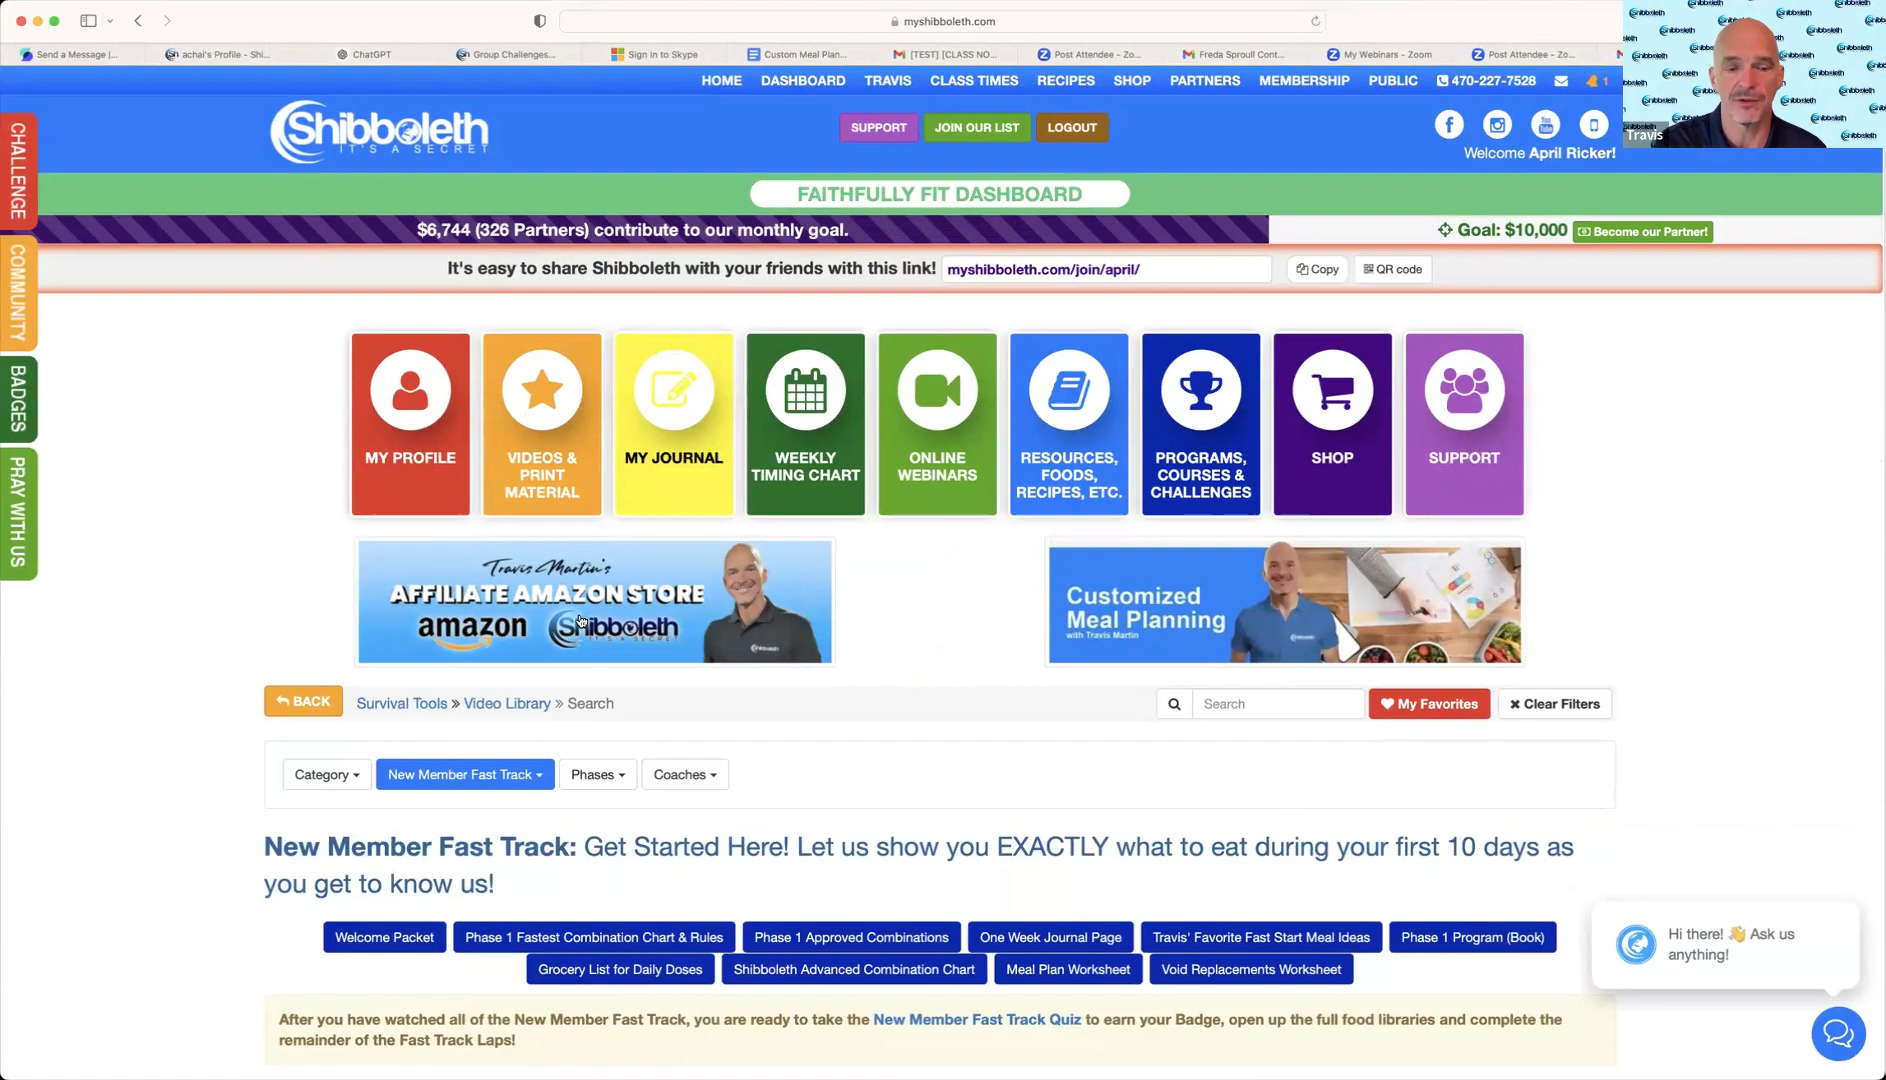 myshibboleth.com
Send a Message |...
achai's Profile - Shi...
ChatGPT
Group Challenges...
Sign in to Skype
Custom Meal Plan...
[TEST] [CLASS NO...
Post Attendee - Zo...
Freda Sproull Cont...
My Webinars - Zoom
Post Attendee - Zo...
HOME DASHBOARD TRAVIS CLASS TIMES RECIPES SHOP PARTNERS MEMBERSHIP PUBLIC 470-227-7528 1
Travis
Shibboleth
IT'S A SECRET
SUPPORT JOIN OUR LIST LOGOUT
Welcome April Ricker!
CHALLENGE
COMMUNITY
BADGES
PRAY WITH US
FAITHFULLY FIT DASHBOARD
$6,744 (326 Partners) contribute to our monthly goal.
Goal: $10,000 Become our Partner!
It's easy to share Shibboleth with your friends with this link! myshibboleth.com/join/april/ Copy QR code
MY PROFILE
VIDEOS &
PRINT
MATERIAL
MY JOURNAL
WEEKLY
TIMING CHART
ONLINE
WEBINARS
RESOURCES,
FOODS,
RECIPES, ETC.
PROGRAMS,
COURSES &
CHALLENGES
SHOP
SUPPORT
Travis Martin's
AFFILIATE AMAZON STORE
amazon Shibboleth
Customized
Meal Planning
with Travis Martin
BACK Survival Tools » Video Library » Search
Search My Favorites Clear Filters
Category New Member Fast Track Phases Coaches
New Member Fast Track: Get Started Here! Let us show you EXACTLY what to eat during your first 10 days as
you get to know us!
Welcome Packet Phase 1 Fastest Combination Chart & Rules Phase 1 Approved Combinations One Week Journal Page Travis' Favorite Fast Start Meal Ideas Phase 1 Program (Book)
Grocery List for Daily Doses Shibboleth Advanced Combination Chart Meal Plan Worksheet Void Replacements Worksheet
Hi there! 👋 Ask us
anything!
After you have watched all of the New Member Fast Track, you are ready to take the New Member Fast Track Quiz to earn your Badge, open up the full food libraries and complete the
remainder of the Fast Track Laps!